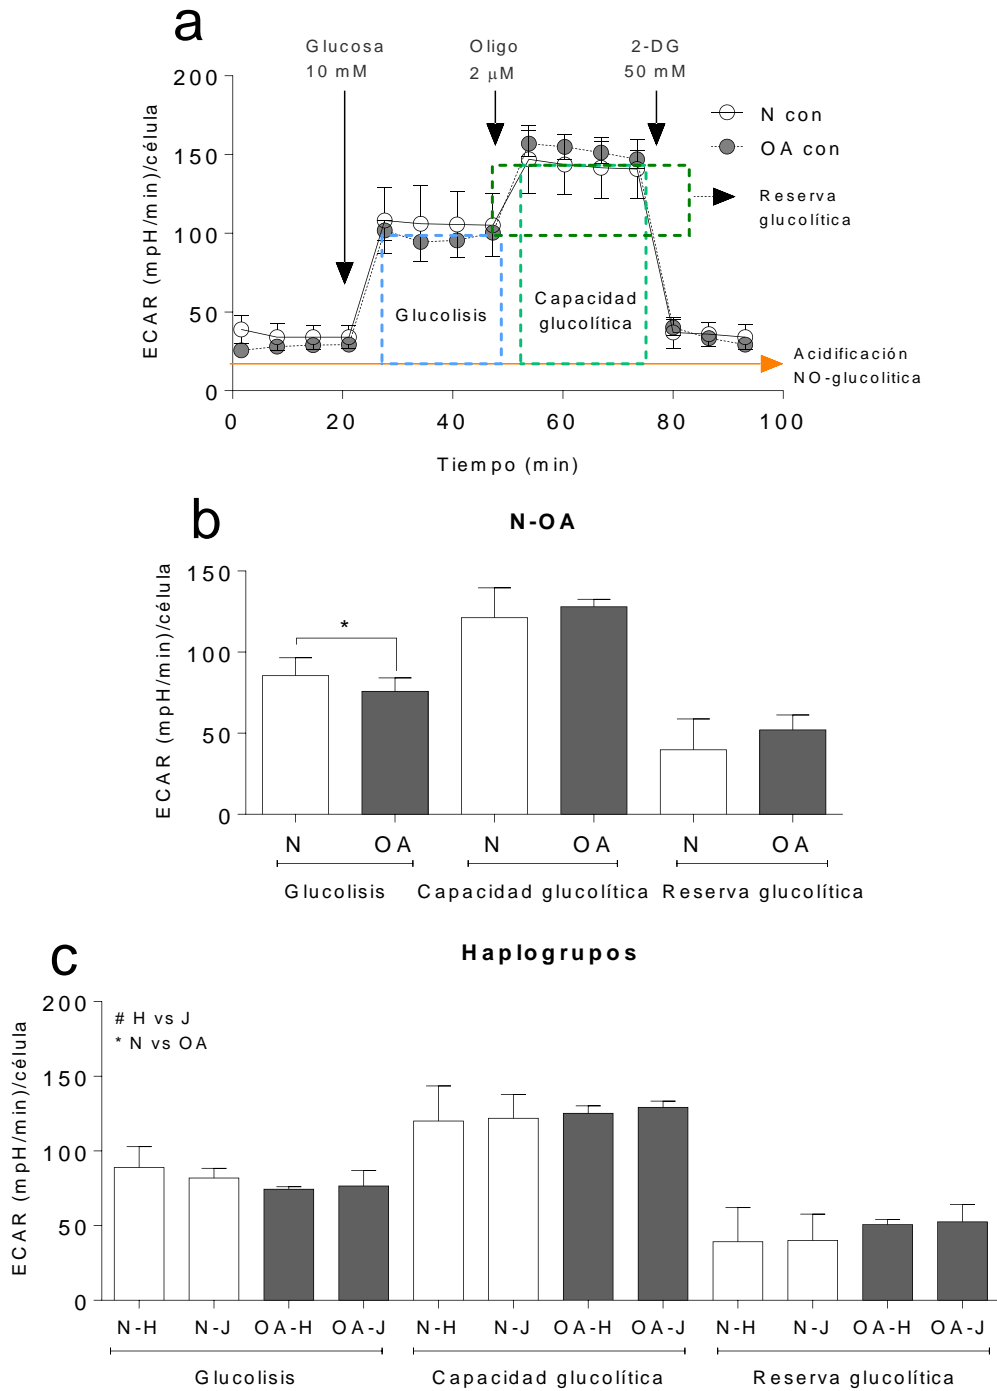 a
Glucosa
10 mM
Oligo
2 µM
2-DG
50 mM
ECAR (mpH/min)/célula
200
150
100
50
0
N con
OA con
Reserva
glucolítica
Glucolisis
Capacidad
glucolítica
Acidificación
NO-glucolitica
0 20 40 60 80 100
Tiempo (min)
b
N-OA
ECAR (mpH/min)/célula
150
100
50
0
*
N OA N OA N OA
Glucolisis Capacidad glucolítica Reserva glucolítica
c
Haplogrupos
ECAR (mpH/min)/célula
200
150
100
50
0
# H vs J
* N vs OA
N-H N-J OA-H OA-J N-H N-J OA-H OA-J N-H N-J OA-H OA-J
Glucolisis Capacidad glucolítica Reserva glucolítica